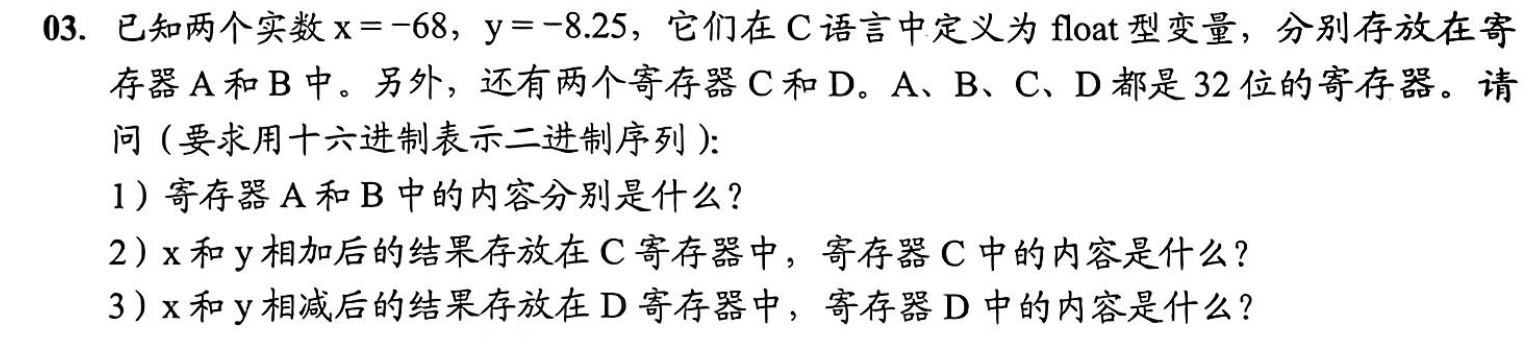 03. 已知两个实数 x = −68，y = −8.25，它们在 C 语言中定义为 float 型变量，分别存放在寄
存器 A 和 B 中。另外，还有两个寄存器 C 和 D。A、B、C、D 都是 32 位的寄存器。请
问（要求用十六进制表示二进制序列）：
1）寄存器 A 和 B 中的内容分别是什么？
2）x 和 y 相加后的结果存放在 C 寄存器中，寄存器 C 中的内容是什么？
3）x 和 y 相减后的结果存放在 D 寄存器中，寄存器 D 中的内容是什么？